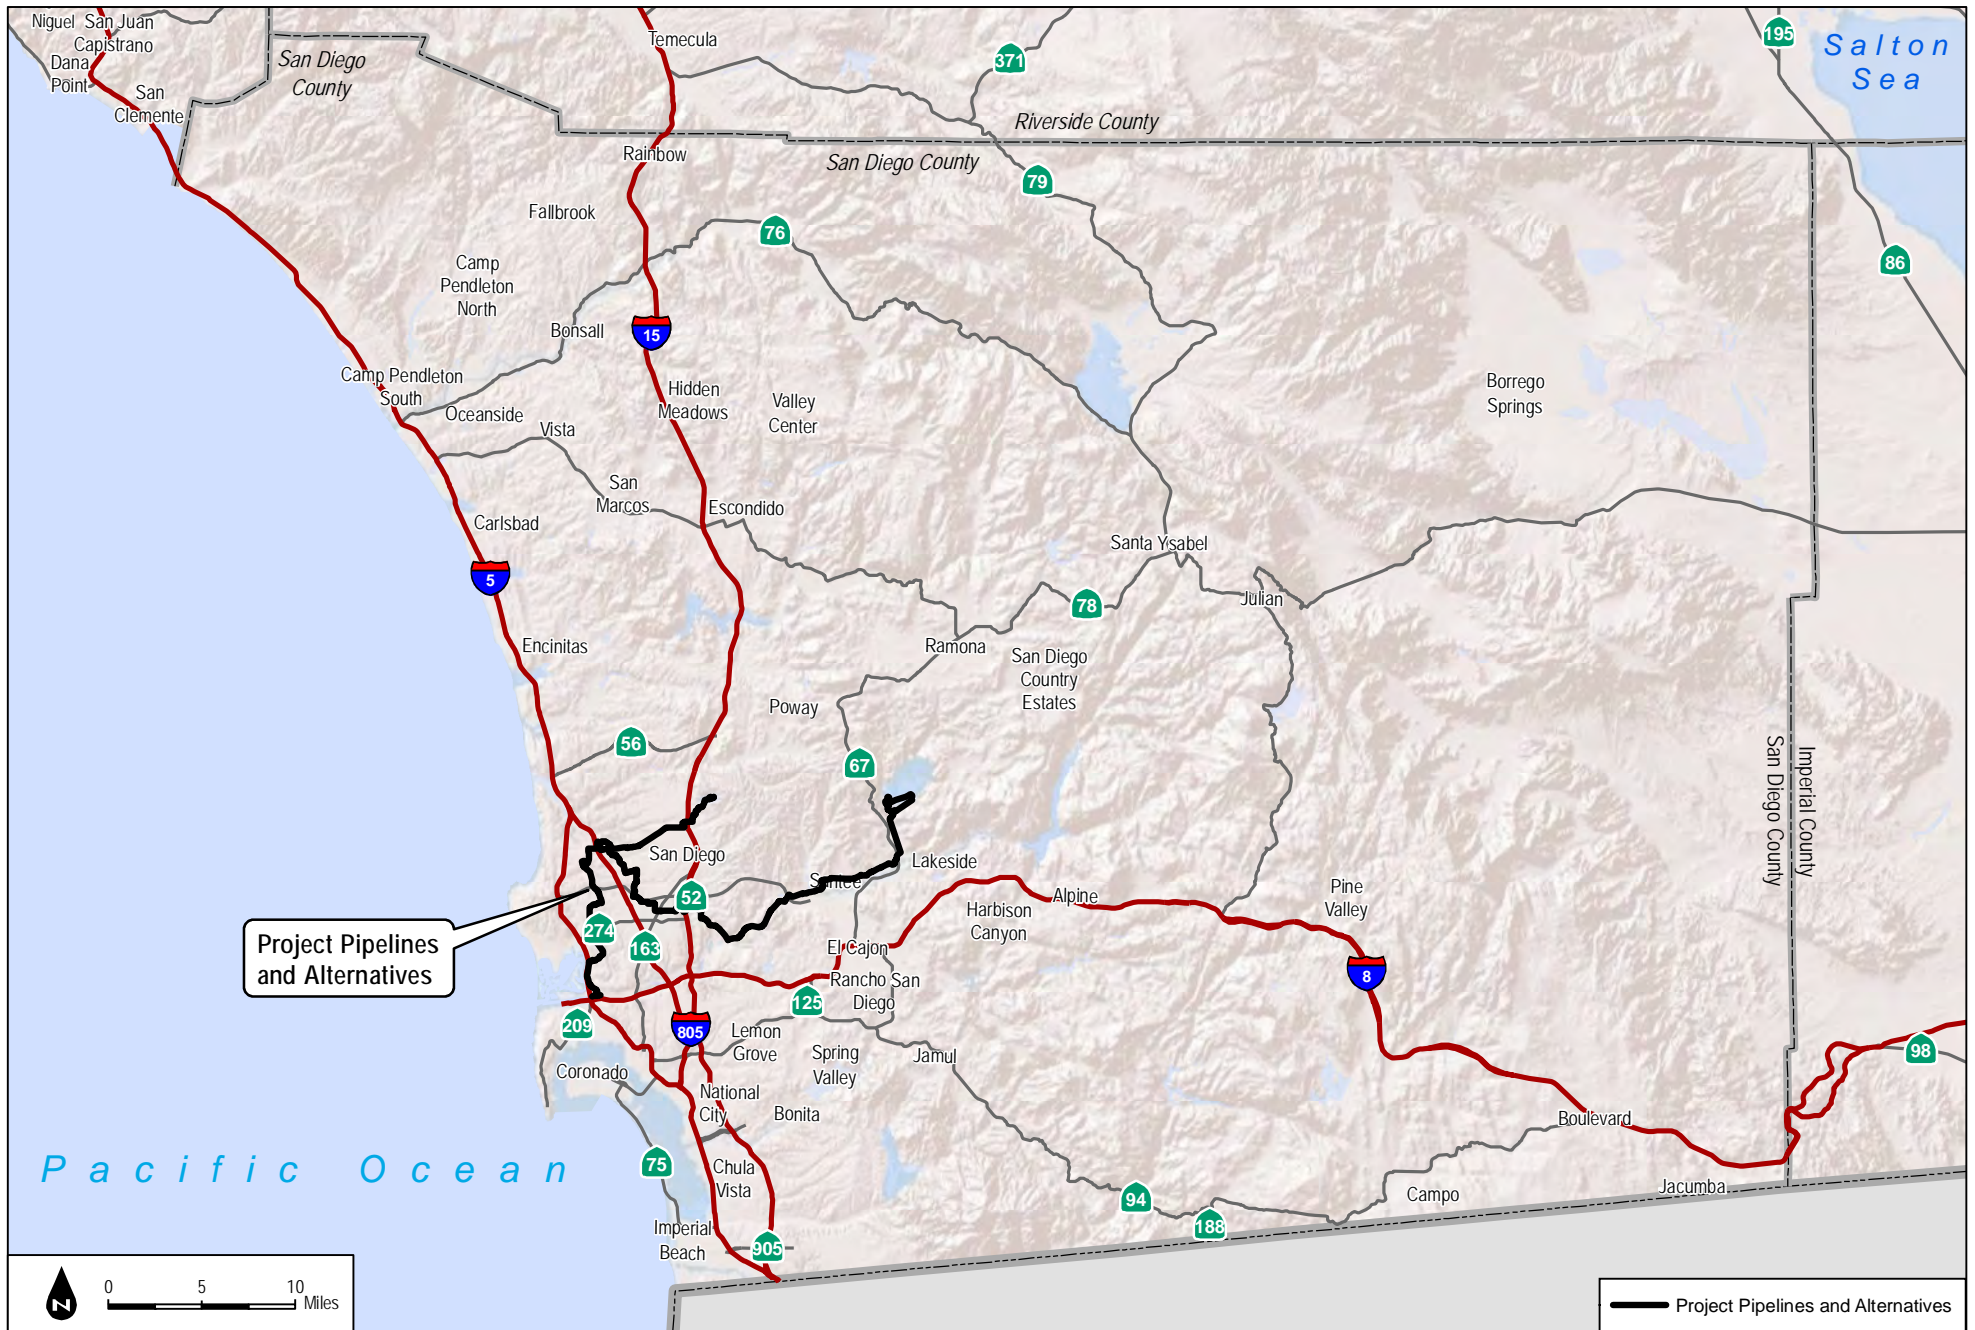 Niguel
San Juan
Capistrano
Dana
Point
San
Clemente
San Diego
County
Temecula
371
195
Salton
Sea
Riverside County
San Diego County
Rainbow
79
Fallbrook
76
86
Camp
Pendleton
North
Bonsall
15
Camp Pendleton
South
Oceanside
Hidden
Meadows
Valley
Center
Borrego
Springs
Vista
San
Marcos
Escondido
Carlsbad
Santa Ysabel
5
78
Julian
Encinitas
Ramona
San Diego
Country
Estates
Poway
56
67
San Diego County
Imperial County
San Diego
Lakeside
Santee
52
Alpine
Pine
Valley
Harbison
Canyon
274
163
El Cajon
Project Pipelines
and Alternatives
8
Rancho San
Diego
125
209
805
Lemon
Grove
Spring
Valley
Jamul
98
Coronado
National
City
Bonita
Boulevard
Pacific Ocean
75
Chula
Vista
94
188
Campo
Jacumba
Imperial
Beach
905
N
0 5 10
Miles
Project Pipelines and Alternatives